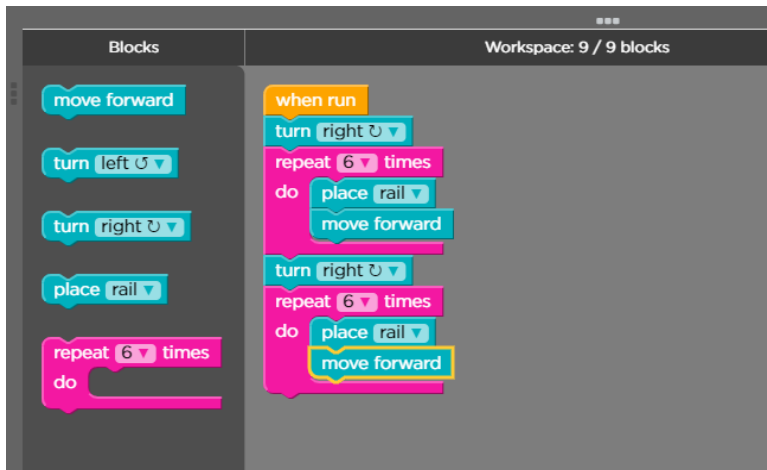 Blocks
Workspace: 9 / 9 blocks
move forward
turn left ↺ ▼
turn right ↻ ▼
place rail ▼
repeat 6 ▼ times
do
when run
turn right ↻ ▼
repeat 6 ▼ times
do place rail ▼
move forward
turn right ↻ ▼
repeat 6 ▼ times
do place rail ▼
move forward